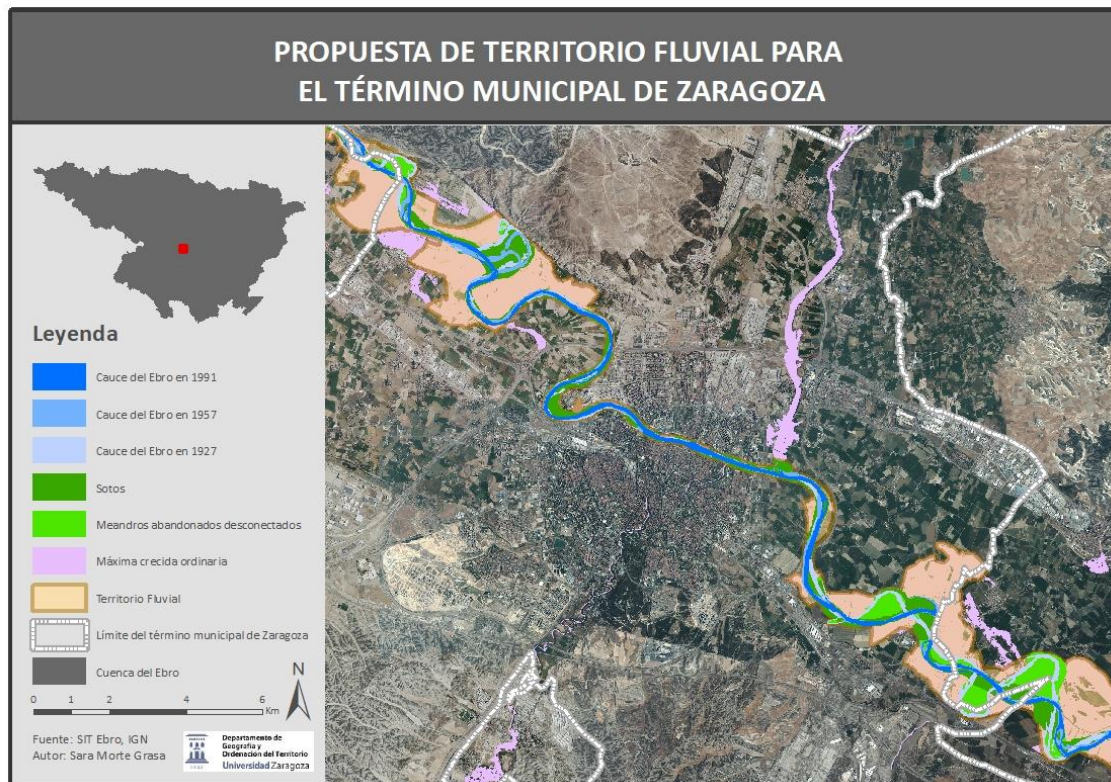 PROPUESTA DE TERRITORIO FLUVIAL PARA
EL TÉRMINO MUNICIPAL DE ZARAGOZA
Leyenda
Cauce del Ebro en 1991
Cauce del Ebro en 1957
Cauce del Ebro en 1927
Sotos
Meandros abandonados desconectados
Máxima crecida ordinaria
Territorio Fluvial
Límite del término municipal de Zaragoza
Cuenca del Ebro
N
0 1 2 4 6
Km
Fuente: SIT Ebro, IGN
Autor: Sara Morte Grasa
Departamento de
Geografía y
Ordenación del Territorio
Universidad Zaragoza